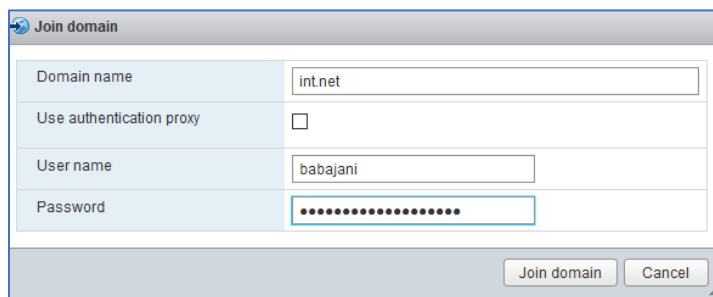 Join domain
Domain name int.net
Use authentication proxy
User name babajani
Password •••••••••••••••••••
Join domain Cancel